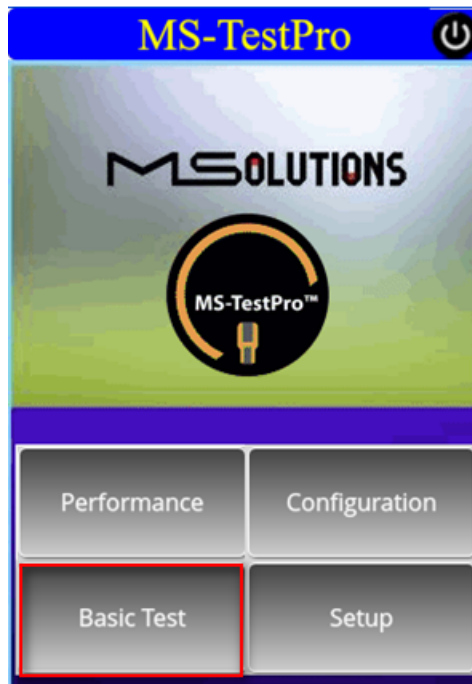 MS-TestPro
MSOLUTIONS
MS-TestPro™
Performance
Configuration
Basic Test
Setup